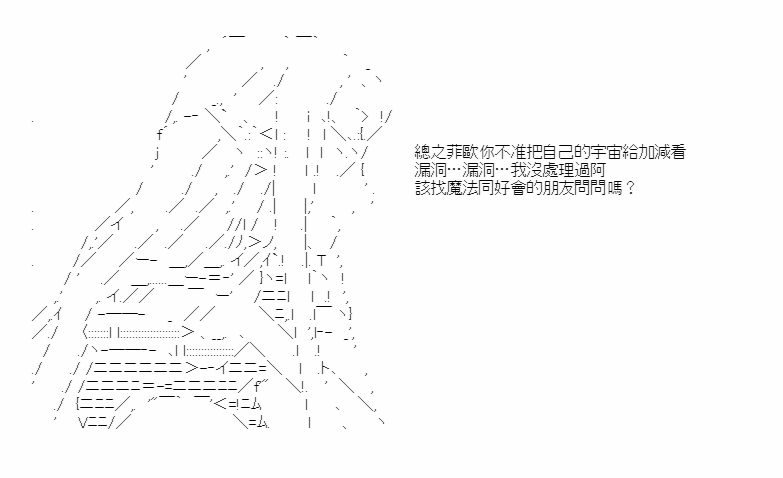 總之菲歐你不准把自己的宇宙給加減看
漏洞…漏洞…我沒處理過阿
該找魔法同好會的朋友問問嗎？